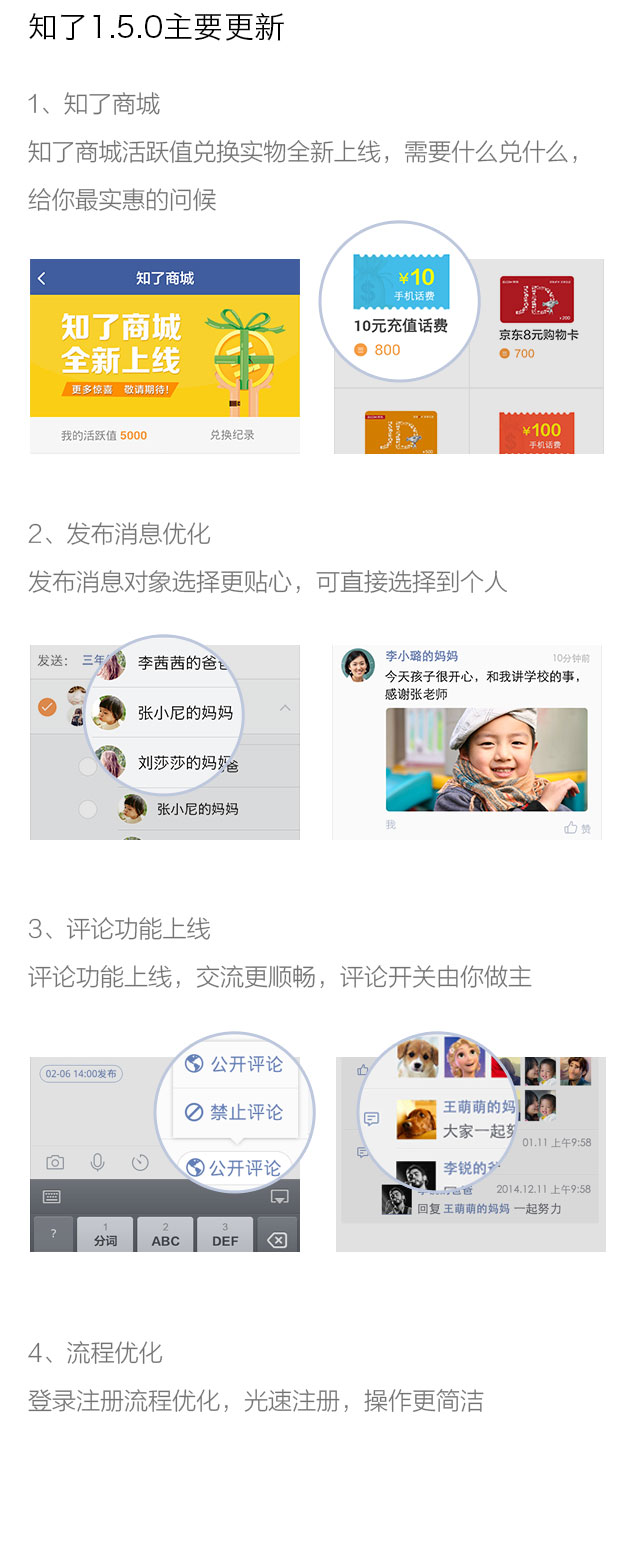 知了1.5.0主要更新
1、知了商城
知了商城活跃值兑换实物全新上线，需要什么兑什么，
给你最实惠的问候
知了商城
知了商城
全新上线
更多惊喜 敬请期待!
我的活跃值 5000 兑换纪录
¥10
手机话费
10元充值话费
800
JD
¥200
京东8元购物卡
700
JD
¥500
¥100
手机话费
2、发布消息优化
发布消息对象选择更贴心，可直接选择到个人
发送：
李茜茜的爸爸
张小尼的妈妈
刘莎莎的妈妈
张小尼的妈妈
李小璐的妈妈 10分钟前
今天孩子很开心，和我讲学校的事，
感谢张老师
我 赞
3、评论功能上线
评论功能上线，交流更顺畅，评论开关由你做主
02-06 14:00发布
公开评论
禁止评论
公开评论
?
1
分词
2
ABC
3
DEF
王萌萌的妈
大家一起努
01.11 上午9:58
李锐的爸
2014.12.11 上午9:58
回复 王萌萌的妈妈 一起努力
4、流程优化
登录注册流程优化，光速注册，操作更简洁